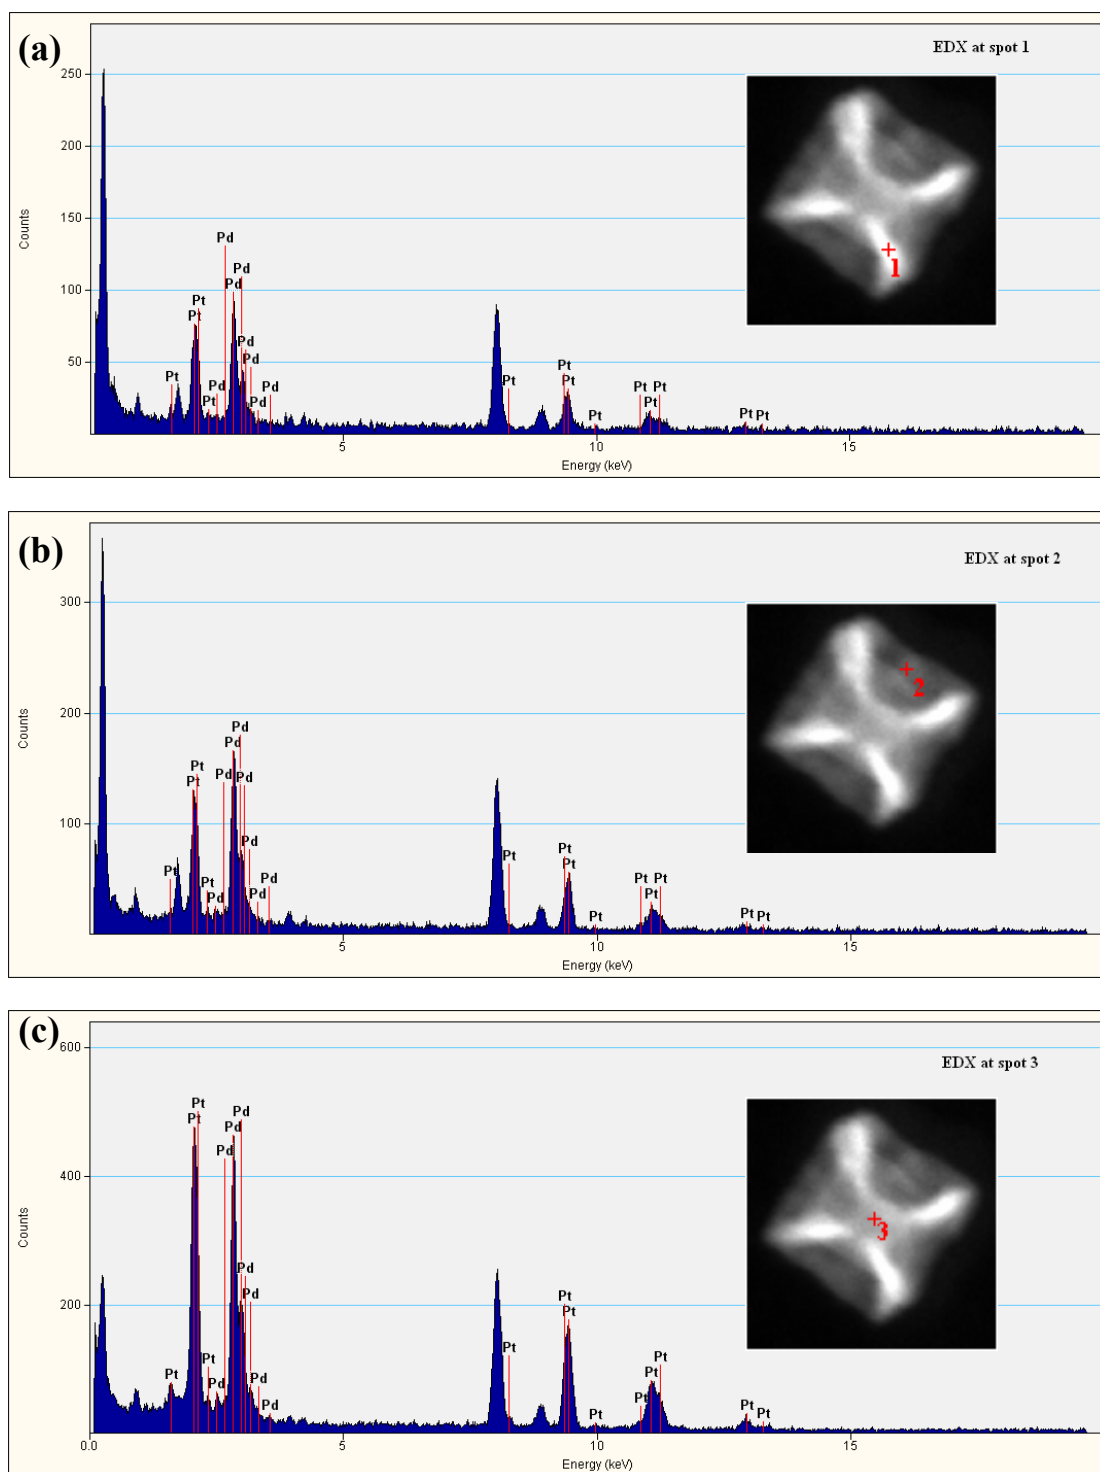 (a)
EDX at spot 1
250
200
150
100
50
Counts
Pt
Pt
Pt
Pt
Pd
Pd
Pd
Pd
Pd
Pd
Pd
Pd
Pt
Pt
Pt
Pt
Pt
Pt
Pt
Pt
Pt
1
5
10
15
Energy (keV)
(b)
EDX at spot 2
300
200
100
Counts
Pt
Pt
Pt
Pt
Pd
Pd
Pd
Pd
Pd
Pd
Pd
Pd
Pt
Pt
Pt
Pt
Pt
Pt
Pt
Pt
Pt
2
5
10
15
Energy (keV)
(c)
EDX at spot 3
600
400
200
Counts
Pt
Pt
Pt
Pt
Pd
Pd
Pd
Pd
Pd
Pd
Pd
Pd
Pt
Pt
Pt
Pt
Pt
Pt
Pt
Pt
Pt
3
0.0
5
10
15
Energy (keV)